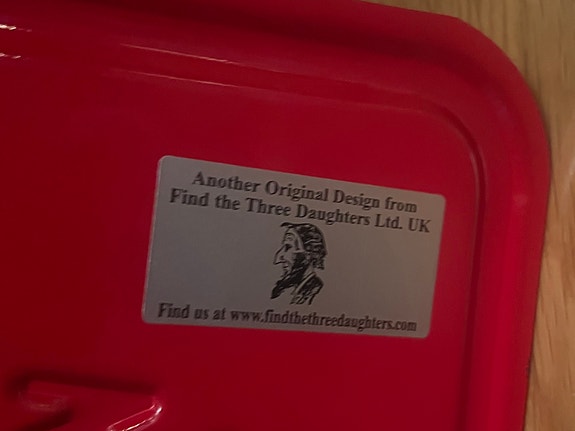 Another Original Design from
Find the Three Daughters Ltd. UK
Find us at www.findthethreedaughters.com